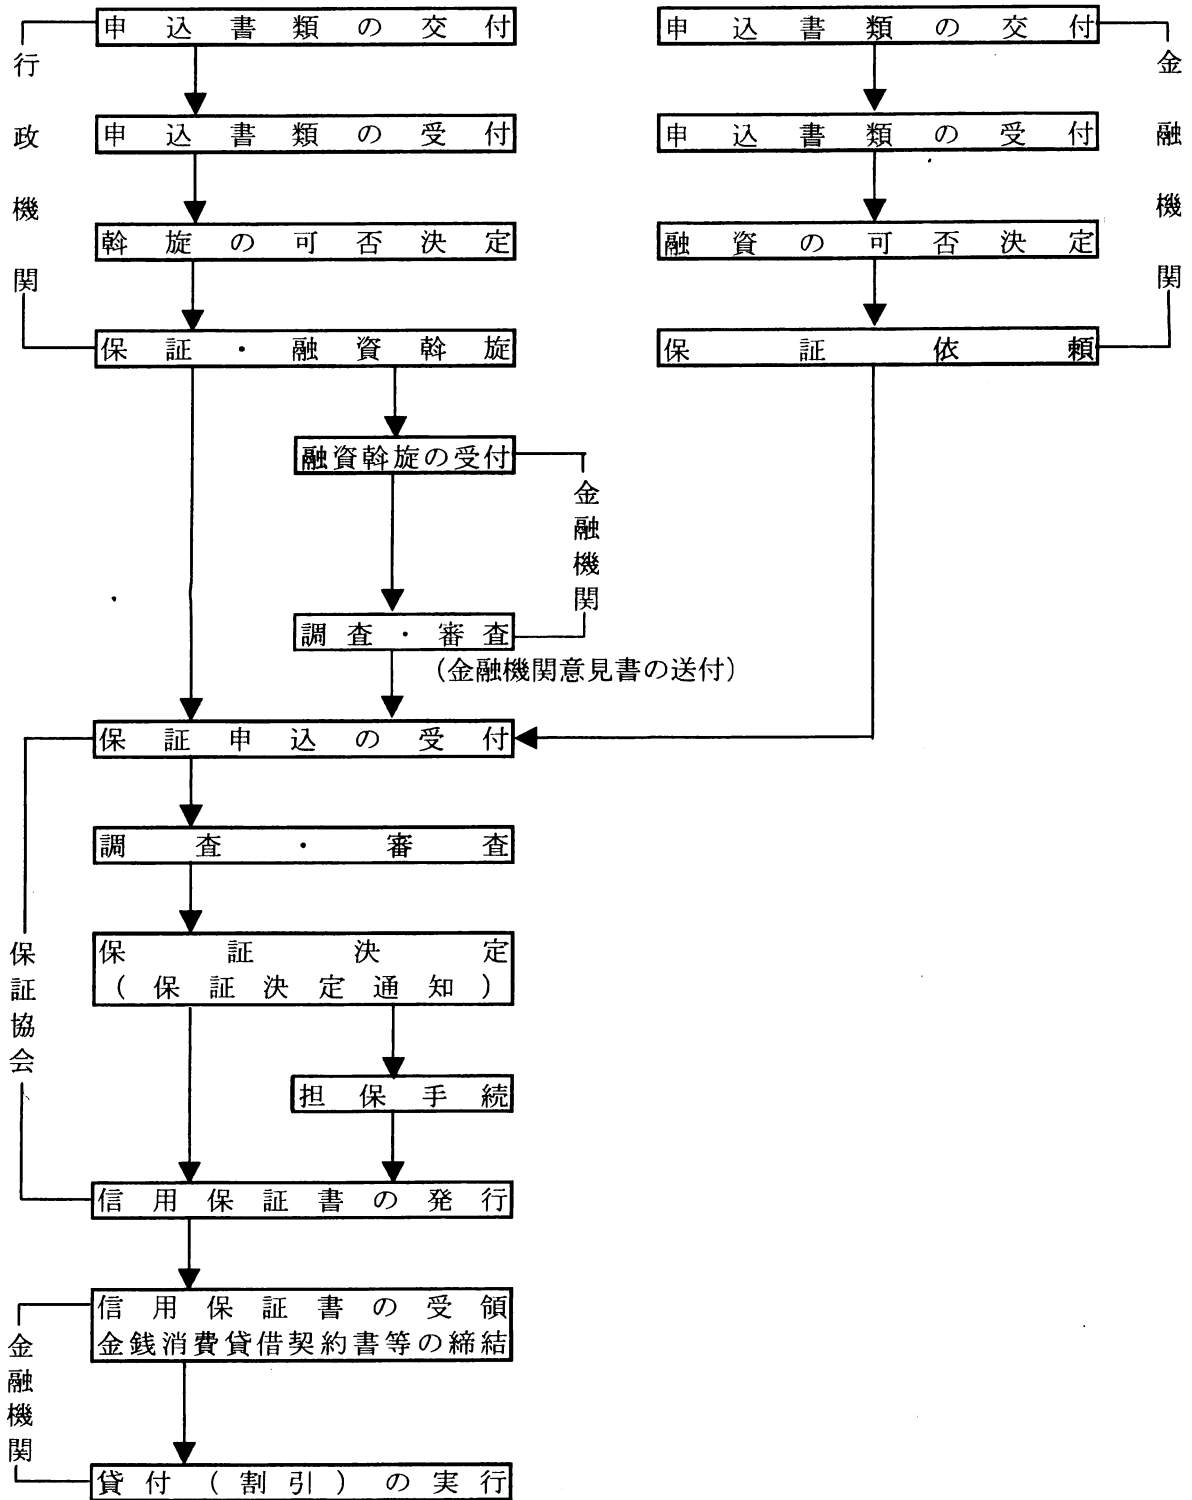 行政機関
申込書類の交付
申込書類の受付
斡旋の可否決定
保証・融資斡旋
申込書類の交付
申込書類の受付
融資の可否決定
保証依頼
金融機関
融資斡旋の受付
調査・審査
金融機関
(金融機関意見書の送付)
保証申込の受付
調査・審査
保証決定
(保証決定通知)
担保手続
信用保証書の発行
保証協会
信用保証書の受領
金銭消費貸借契約書等の締結
貸付(割引)の実行
金融機関